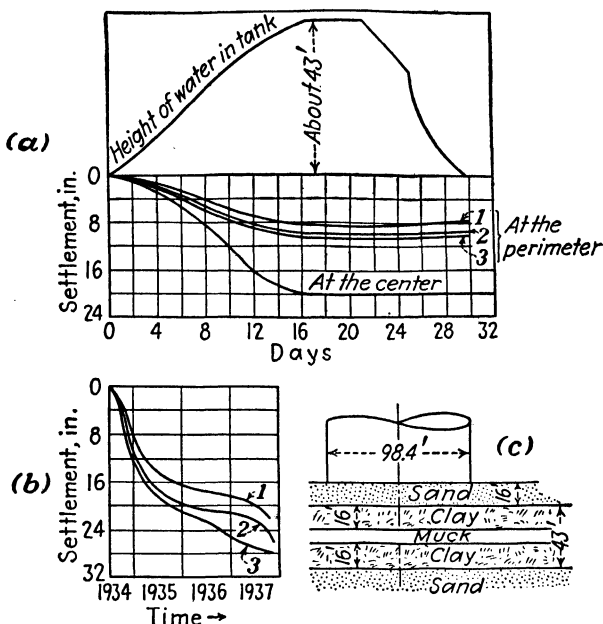 (a)
Height of water in tank
About 43'
Settlement, in.
0
8
16
24
1
2
3
At the perimeter
At the center
0 4 8 12 16 20 24 28 32
Days
(b)
Settlement, in.
0
8
16
24
32
1
2
3
1934 1935 1936 1937
Time →
(c)
98.4'
Sand 16'
16' Clay
Muck
16' Clay
43'
Sand